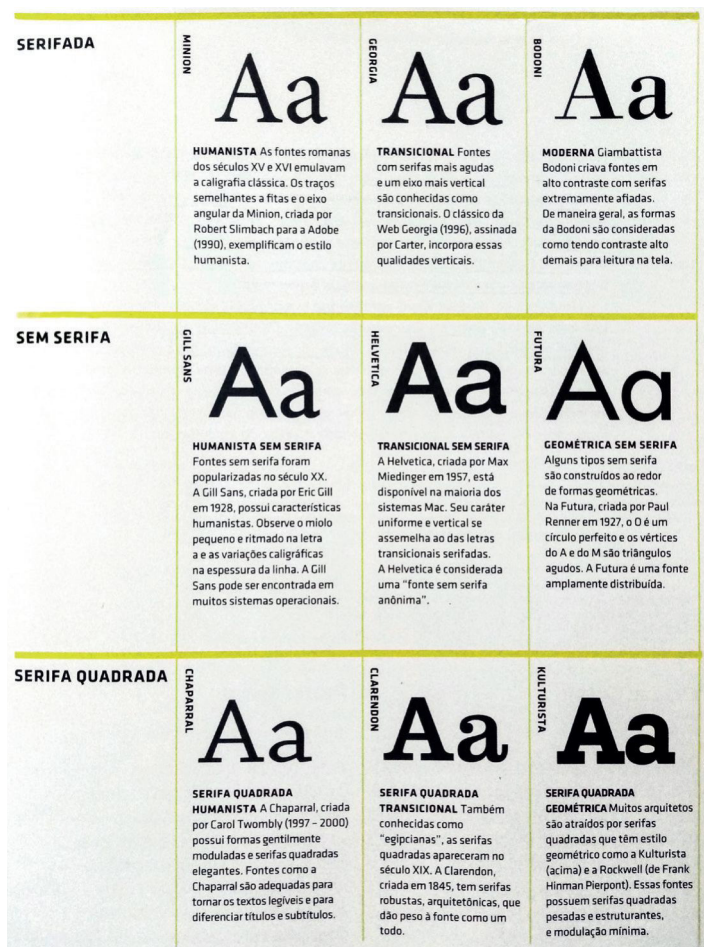 SERIFADA
MINION
Aa
HUMANISTA As fontes romanas
dos séculos XV e XVI emulavam
a caligrafia clássica. Os traços
semelhantes a fitas e o eixo
angular da Minion, criada por
Robert Slimbach para a Adobe
(1990), exemplificam o estilo
humanista.
GEORGIA
Aa
TRANSICIONAL Fontes
com serifas mais agudas
e um eixo mais vertical
são conhecidas como
transicionais. O clássico da
Web Georgia (1996), assinada
por Carter, incorpora essas
qualidades verticais.
BODONI
Aa
MODERNA Giambattista
Bodoni criava fontes em
alto contraste com serifas
extremamente afiadas.
De maneira geral, as formas
da Bodoni são consideradas
como tendo contraste alto
demais para leitura na tela.
SEM SERIFA
GILL SANS
Aa
HUMANISTA SEM SERIFA
Fontes sem serifa foram
popularizadas no século XX.
A Gill Sans, criada por Eric Gill
em 1928, possui características
humanistas. Observe o miolo
pequeno e ritmado na letra
a e as variações caligráficas
na espessura da linha. A Gill
Sans pode ser encontrada em
muitos sistemas operacionais.
HELVETICA
Aa
TRANSICIONAL SEM SERIFA
A Helvetica, criada por Max
Miedinger em 1957, está
disponível na maioria dos
sistemas Mac. Seu caráter
uniforme e vertical se
assemelha ao das letras
transicionais serifadas.
A Helvetica é considerada
uma "fonte sem serifa
anônima".
FUTURA
Aa
GEOMÉTRICA SEM SERIFA
Alguns tipos sem serifa
são construídos ao redor
de formas geométricas.
Na Futura, criada por Paul
Renner em 1927, o O é um
círculo perfeito e os vértices
do A e do M são triângulos
agudos. A Futura é uma fonte
amplamente distribuída.
SERIFA QUADRADA
CHAPARRAL
Aa
SERIFA QUADRADA
HUMANISTA A Chaparral, criada
por Carol Twombly (1997 – 2000)
possui formas gentilmente
moduladas e serifas quadradas
elegantes. Fontes como a
Chaparral são adequadas para
tornar os textos legíveis e para
diferenciar títulos e subtítulos.
CLARENDON
Aa
SERIFA QUADRADA
TRANSICIONAL Também
conhecidas como
"egipcianas", as serifas
quadradas apareceram no
século XIX. A Clarendon,
criada em 1845, tem serifas
robustas, arquitetônicas, que
dão peso à fonte como um
todo.
KULTURISTA
Aa
SERIFA QUADRADA
GEOMÉTRICA Muitos arquitetos
são atraídos por serifas
quadradas que têm estilo
geométrico como a Kulturista
(acima) e a Rockwell (de Frank
Hinman Pierpont). Essas fontes
possuem serifas quadradas
pesadas e estruturantes,
e modulação mínima.